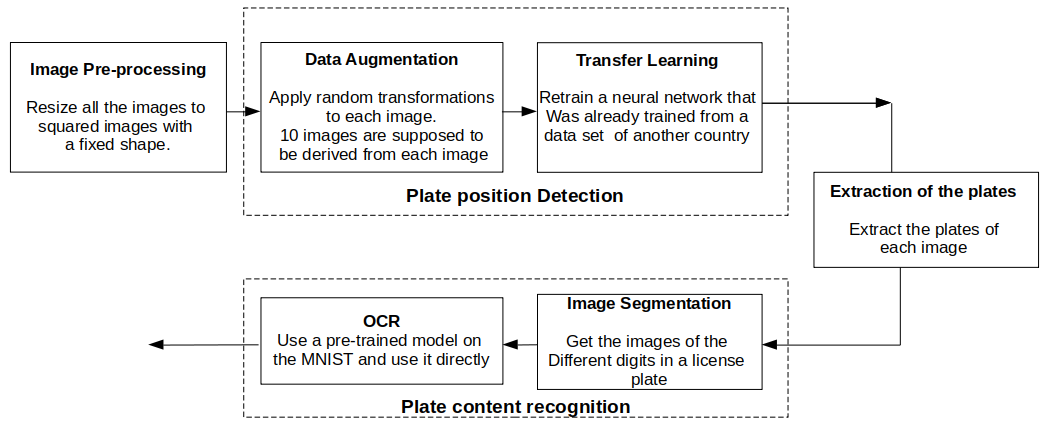 Image Pre-processing
Resize all the images to
squared images with
a fixed shape.
Data Augmentation
Apply random transformations
to each image.
10 images are supposed to
be derived from each image
Transfer Learning
Retrain a neural network that
Was already trained from a
data set of another country
Plate position Detection
Extraction of the plates
Extract the plates of
each image
Image Segmentation
Get the images of the
Different digits in a license
plate
OCR
Use a pre-trained model on
the MNIST and use it directly
Plate content recognition